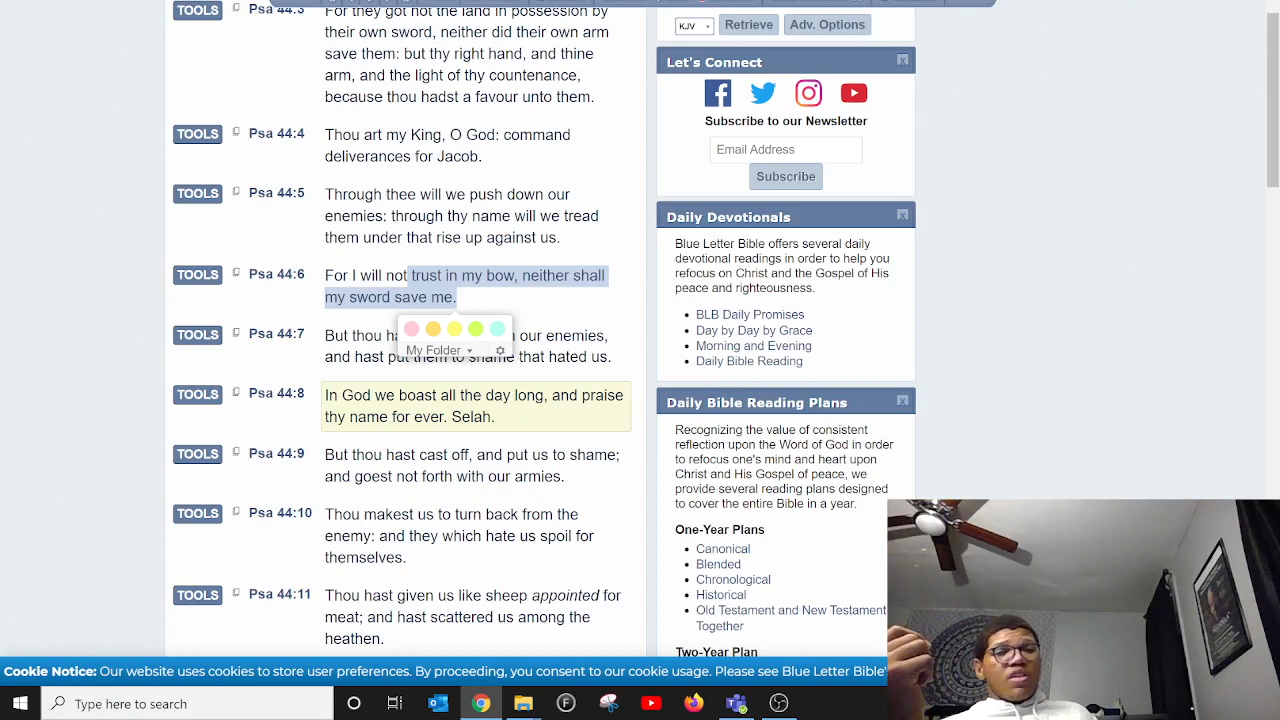 TOOLS Psa 44:3 For they got not the land in possession by
their own sword, neither did their own arm
save them: but thy right hand, and thine
arm, and the light of thy countenance,
because thou hadst a favour unto them.
TOOLS Psa 44:4 Thou art my King, O God: command
deliverances for Jacob.
TOOLS Psa 44:5 Through thee will we push down our
enemies: through thy name will we tread
them under that rise up against us.
TOOLS Psa 44:6 For I will not trust in my bow, neither shall
my sword save me.
My Folder
TOOLS Psa 44:7 But thou our enemies,
and hast put them to shame that hated us.
TOOLS Psa 44:8 In God we boast all the day long, and praise
thy name for ever. Selah.
TOOLS Psa 44:9 But thou hast cast off, and put us to shame;
and goest not forth with our armies.
TOOLS Psa 44:10 Thou makest us to turn back from the
enemy: and they which hate us spoil for
themselves.
TOOLS Psa 44:11 Thou hast given us like sheep appointed for
meat; and hast scattered us among the
heathen.
KJV Retrieve Adv. Options
Let's Connect
Subscribe to our Newsletter
Email Address
Subscribe
Daily Devotionals
Blue Letter Bible offers several daily
devotional readings in order to help you
refocus on Christ and the Gospel of His
peace and righteousness.
BLB Daily Promises
Day by Day by Grace
Morning and Evening
Daily Bible Reading
Daily Bible Reading Plans
Recognizing the value of consistent
reflection upon the Word of God in order
to refocus one's mind and heart upon
Christ and His Gospel of peace, we
provide several reading plans designed
to cover the entire Bible in a year.
One-Year Plans
Canonical
Blended
Chronological
Historical
Old Testament and New Testament
Together
Two-Year Plan
Cookie Notice: Our website uses cookies to store user preferences. By proceeding, you consent to our cookie usage. Please see Blue Letter Bible'
Type here to search